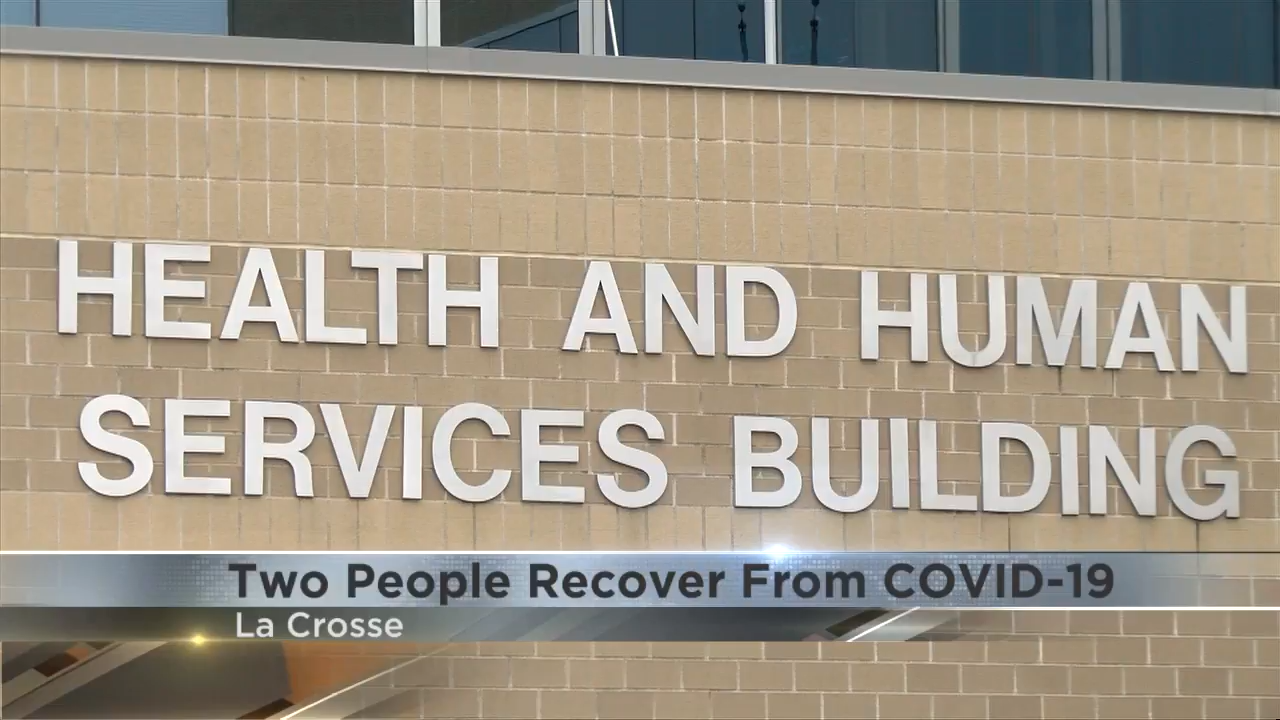 HEALTH AND HUMAN
SERVICES BUILDING
Two People Recover From COVID-19
La Crosse